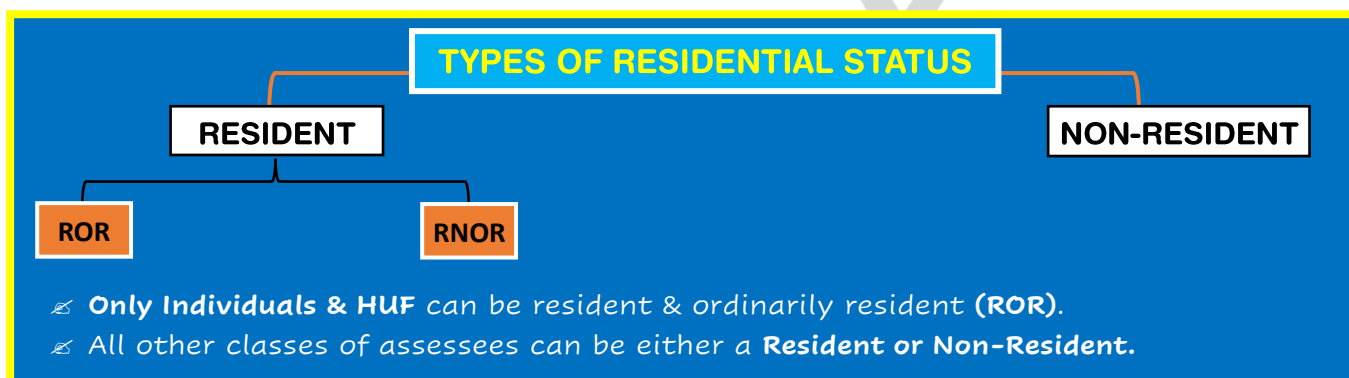 TYPES OF RESIDENTIAL STATUS
RESIDENT
NON-RESIDENT
ROR
RNOR
Only Individuals & HUF can be resident & ordinarily resident (ROR).
All other classes of assessees can be either a Resident or Non-Resident.